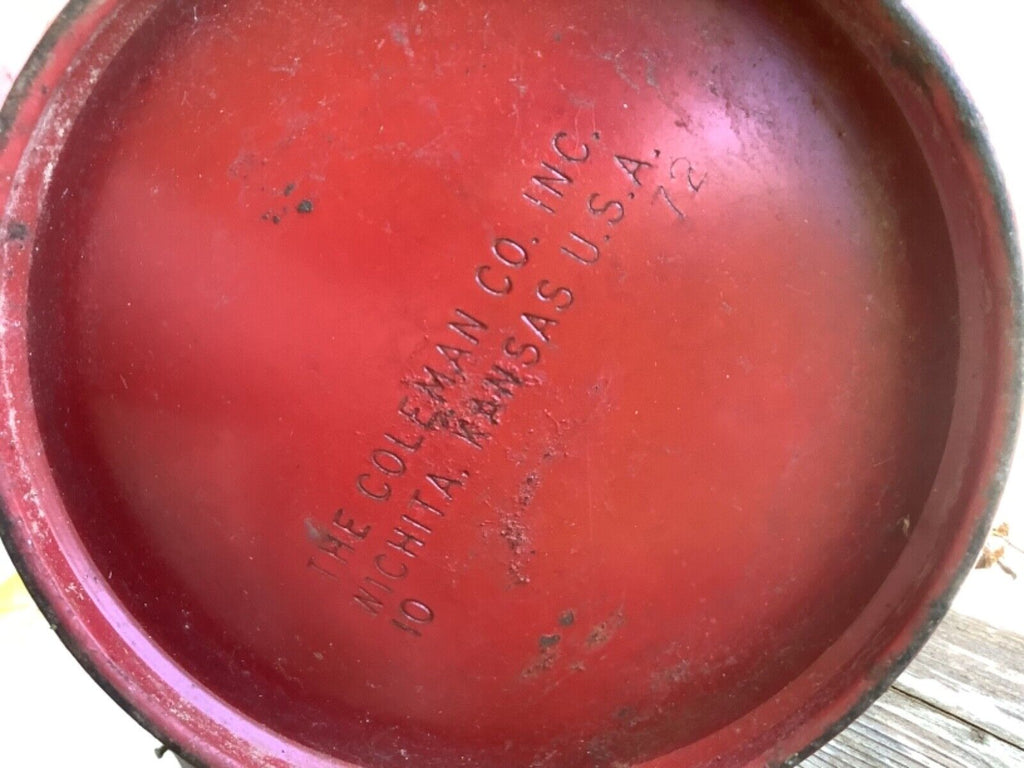 THE COLEMAN CO. INC.
WICHITA, KANSAS U.S.A.
10 72